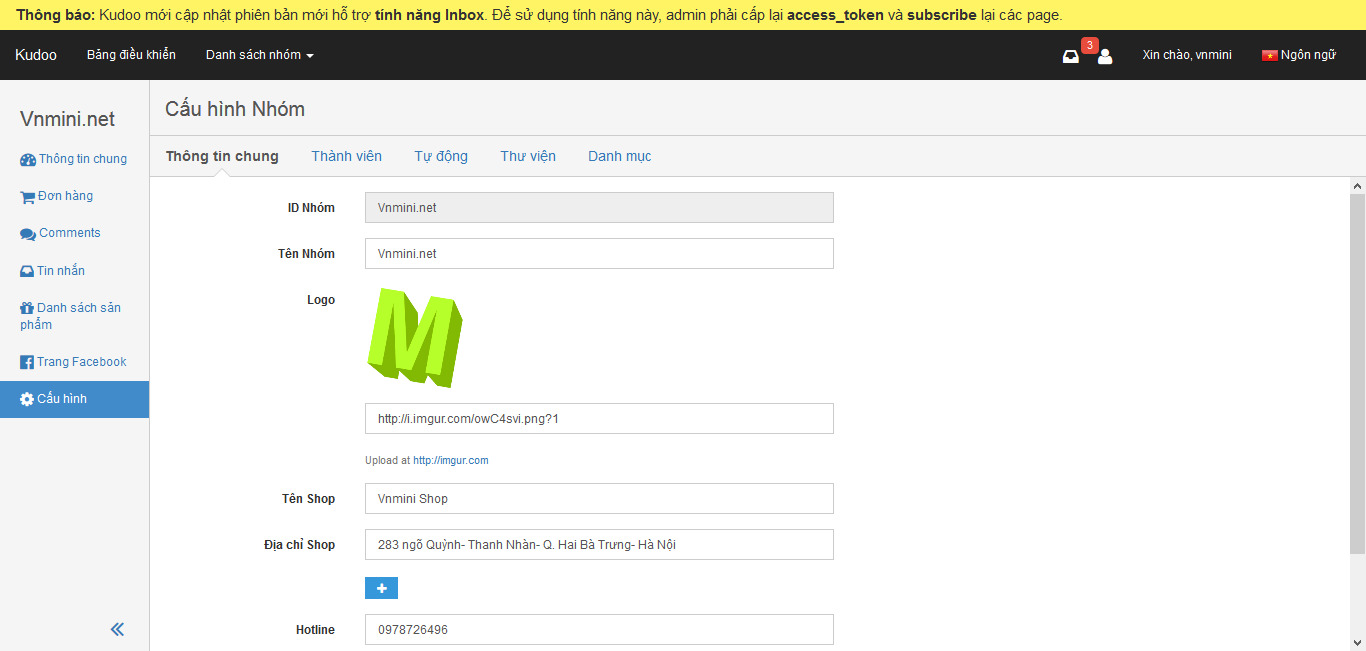 Thông báo: Kudoo mới cập nhật phiên bản mới hỗ trợ tính năng Inbox. Để sử dụng tính năng này, admin phải cấp lại access_token và subscribe lại các page.
Kudoo Bảng điều khiển Danh sách nhóm 3 Xin chào, vnmini Ngôn ngữ
Vnmini.net
Thông tin chung
Đơn hàng
Comments
Tin nhắn
Danh sách sản
phẩm
Trang Facebook
Cấu hình
Cấu hình Nhóm
Thông tin chung Thành viên Tự động Thư viện Danh mục
ID Nhóm Vnmini.net
Tên Nhóm Vnmini.net
Logo
M
http://i.imgur.com/owC4svi.png?1
Upload at http://imgur.com
Tên Shop Vnmini Shop
Địa chỉ Shop 283 ngõ Quỳnh- Thanh Nhàn- Q. Hai Bà Trưng- Hà Nội
Hotline 0978726496